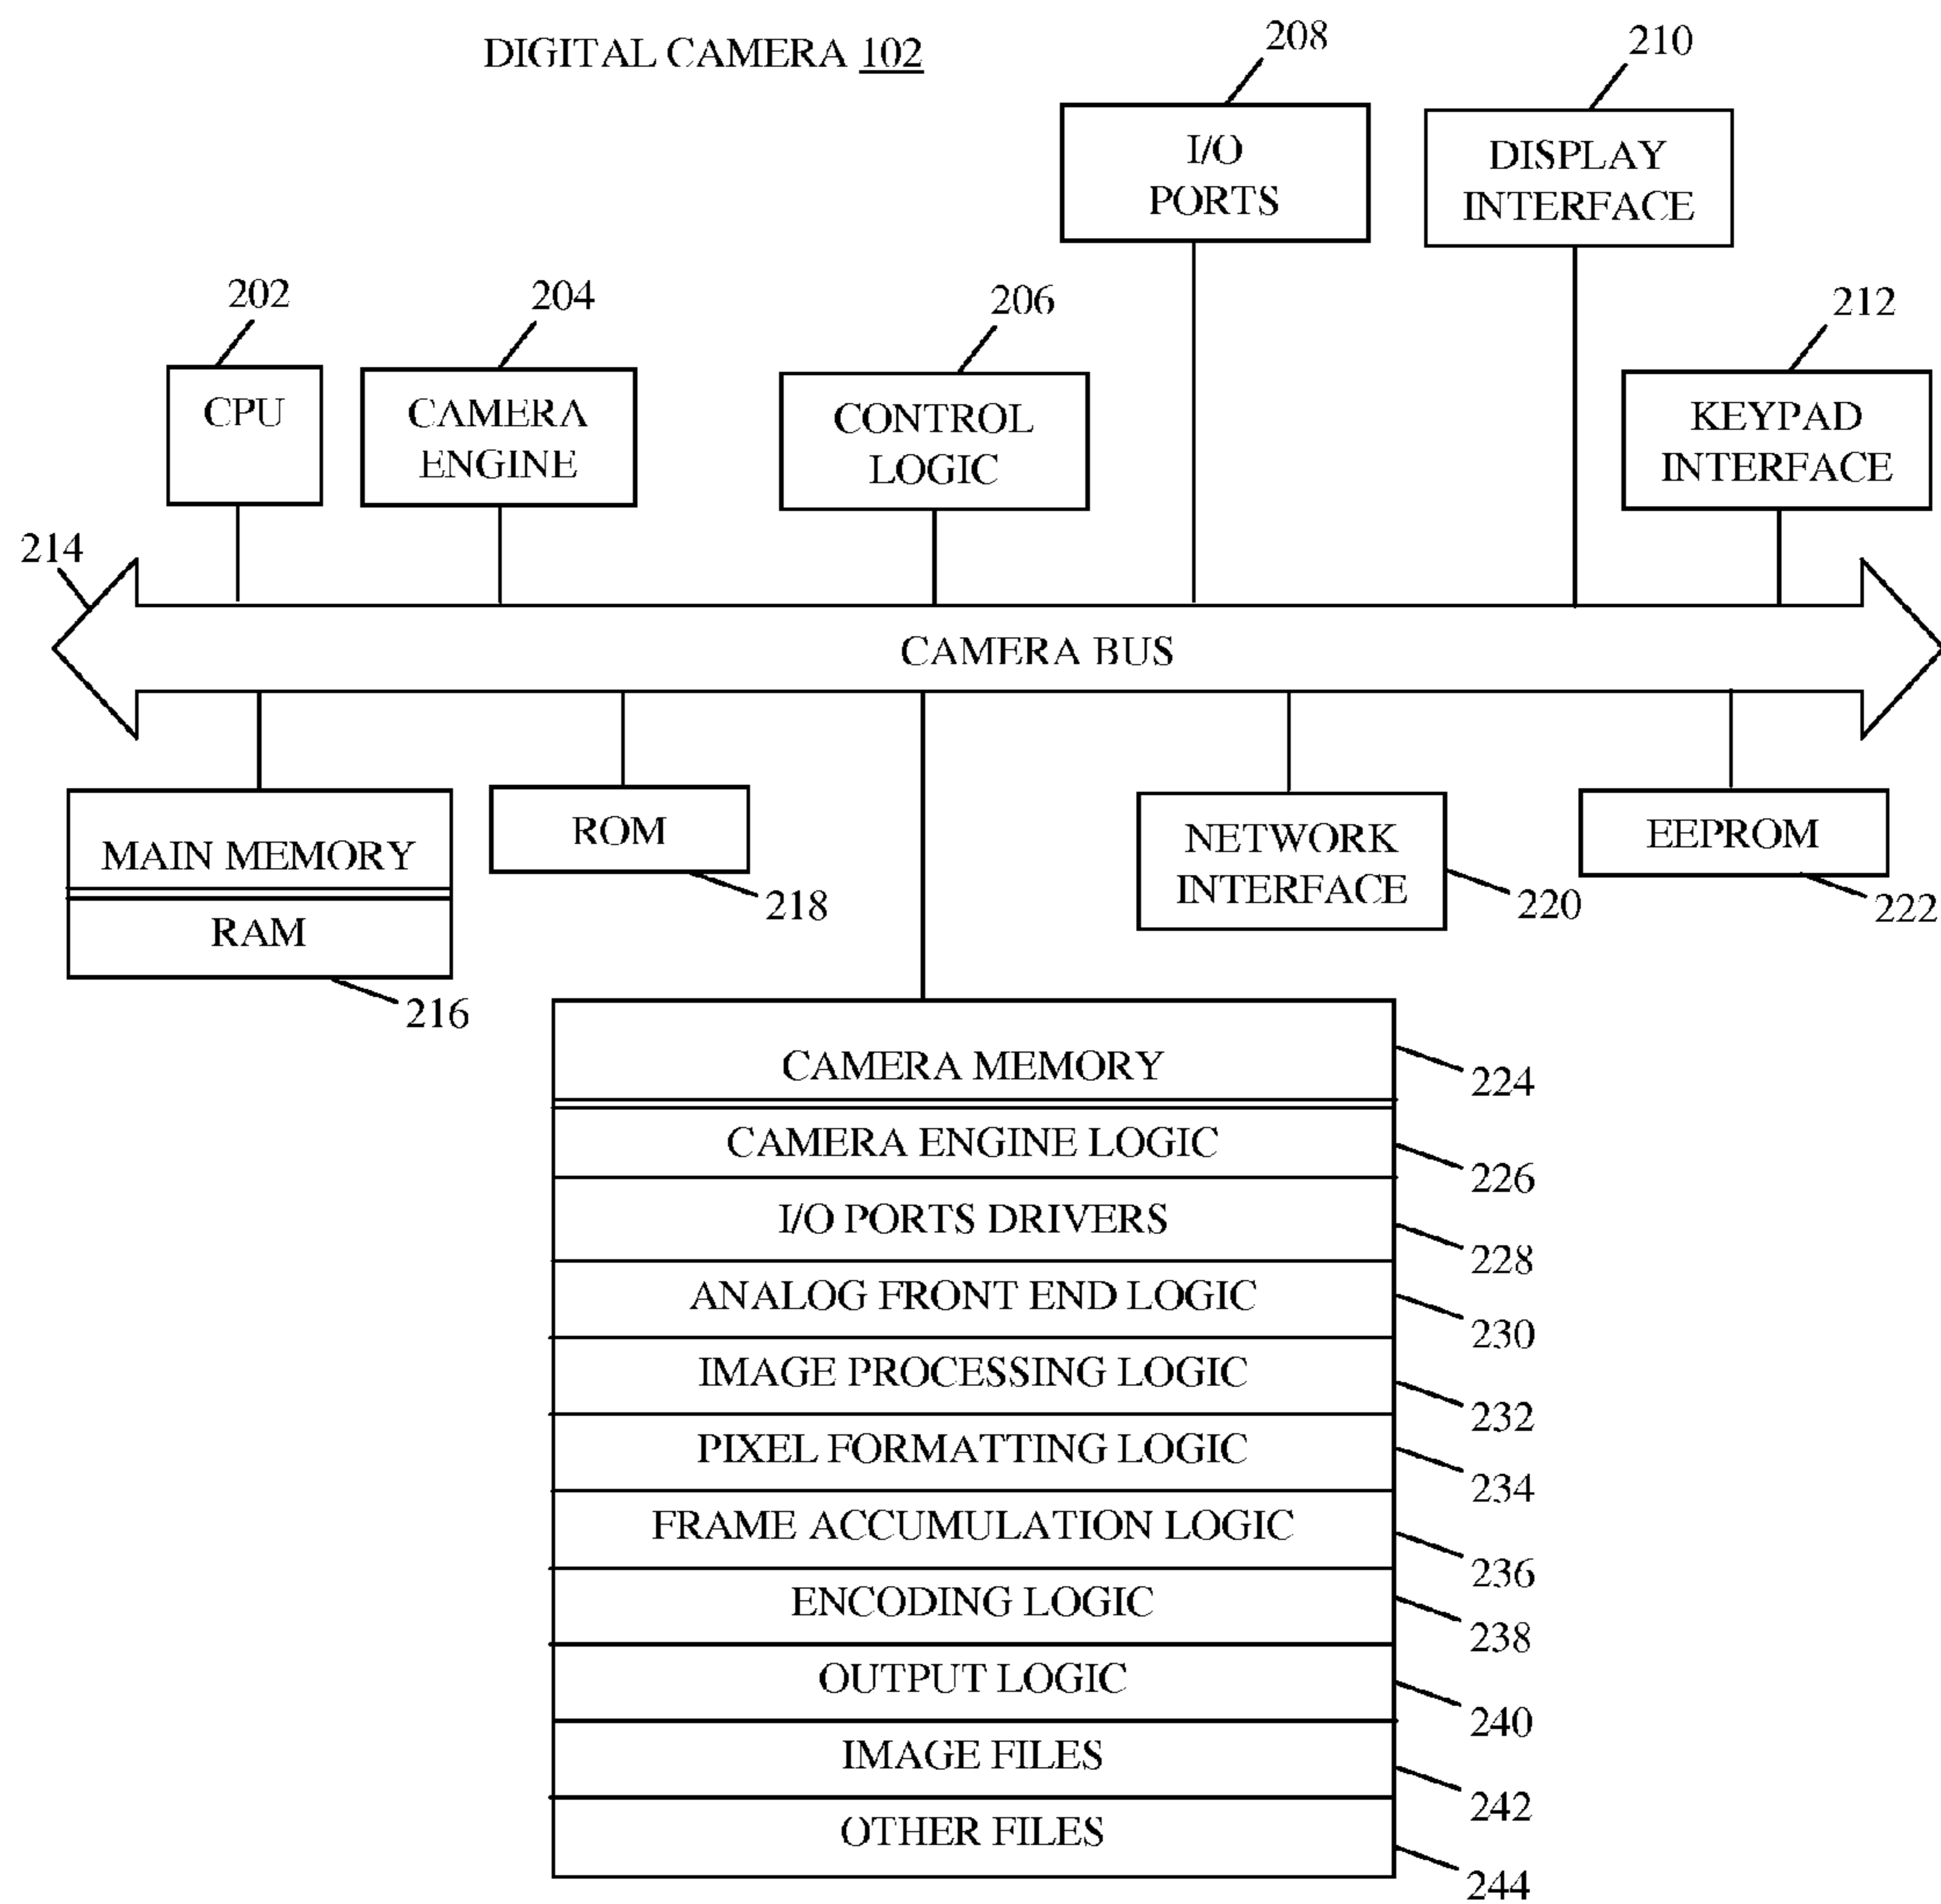 DIGITAL CAMERA 102
208
210
I/O
PORTS
DISPLAY
INTERFACE
202
204
206
212
CPU
CAMERA
ENGINE
CONTROL
LOGIC
KEYPAD
INTERFACE
214
CAMERA BUS
MAIN MEMORY
RAM
216
ROM
218
NETWORK
INTERFACE
220
EEPROM
222
CAMERA MEMORY
224
CAMERA ENGINE LOGIC
226
I/O PORTS DRIVERS
228
ANALOG FRONT END LOGIC
230
IMAGE PROCESSING LOGIC
232
PIXEL FORMATTING LOGIC
234
FRAME ACCUMULATION LOGIC
236
ENCODING LOGIC
238
OUTPUT LOGIC
240
IMAGE FILES
242
OTHER FILES
244